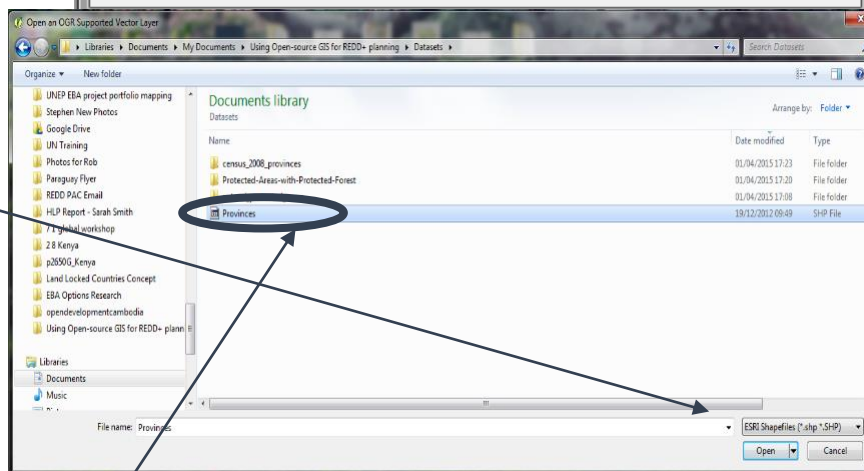 Open an OGR Supported Vector Layer
Libraries ▸ Documents ▸ My Documents ▸ Using Open-source GIS for REDD+ planning ▸ Datasets ▸
Search Datasets
Organize ▾ New folder
UNEP EBA project portfolio mapping
Stephen New Photos
Google Drive
UN Training
Photos for Rob
Paraguay Flyer
REDD PAC Email
HLP Report - Sarah Smith
global workshop
2 8 Kenya
p2650G_Kenya
Land Locked Countries Concept
EBA Options Research
opendevelopmentcambodia
Using Open-source GIS for REDD+ plann
Libraries
Documents
Music
Documents library
Datasets
Arrange by: Folder ▾
Name Date modified Type
census_2008_provinces 01/04/2015 17:23 File folder
Protected-Areas-with-Protected-Forest 01/04/2015 17:20 File folder
01/04/2015 17:08 File folder
Provinces 19/12/2012 09:49 SHP File
File name: Provinces
ESRI Shapefiles (*.shp *.SHP)
Open Cancel